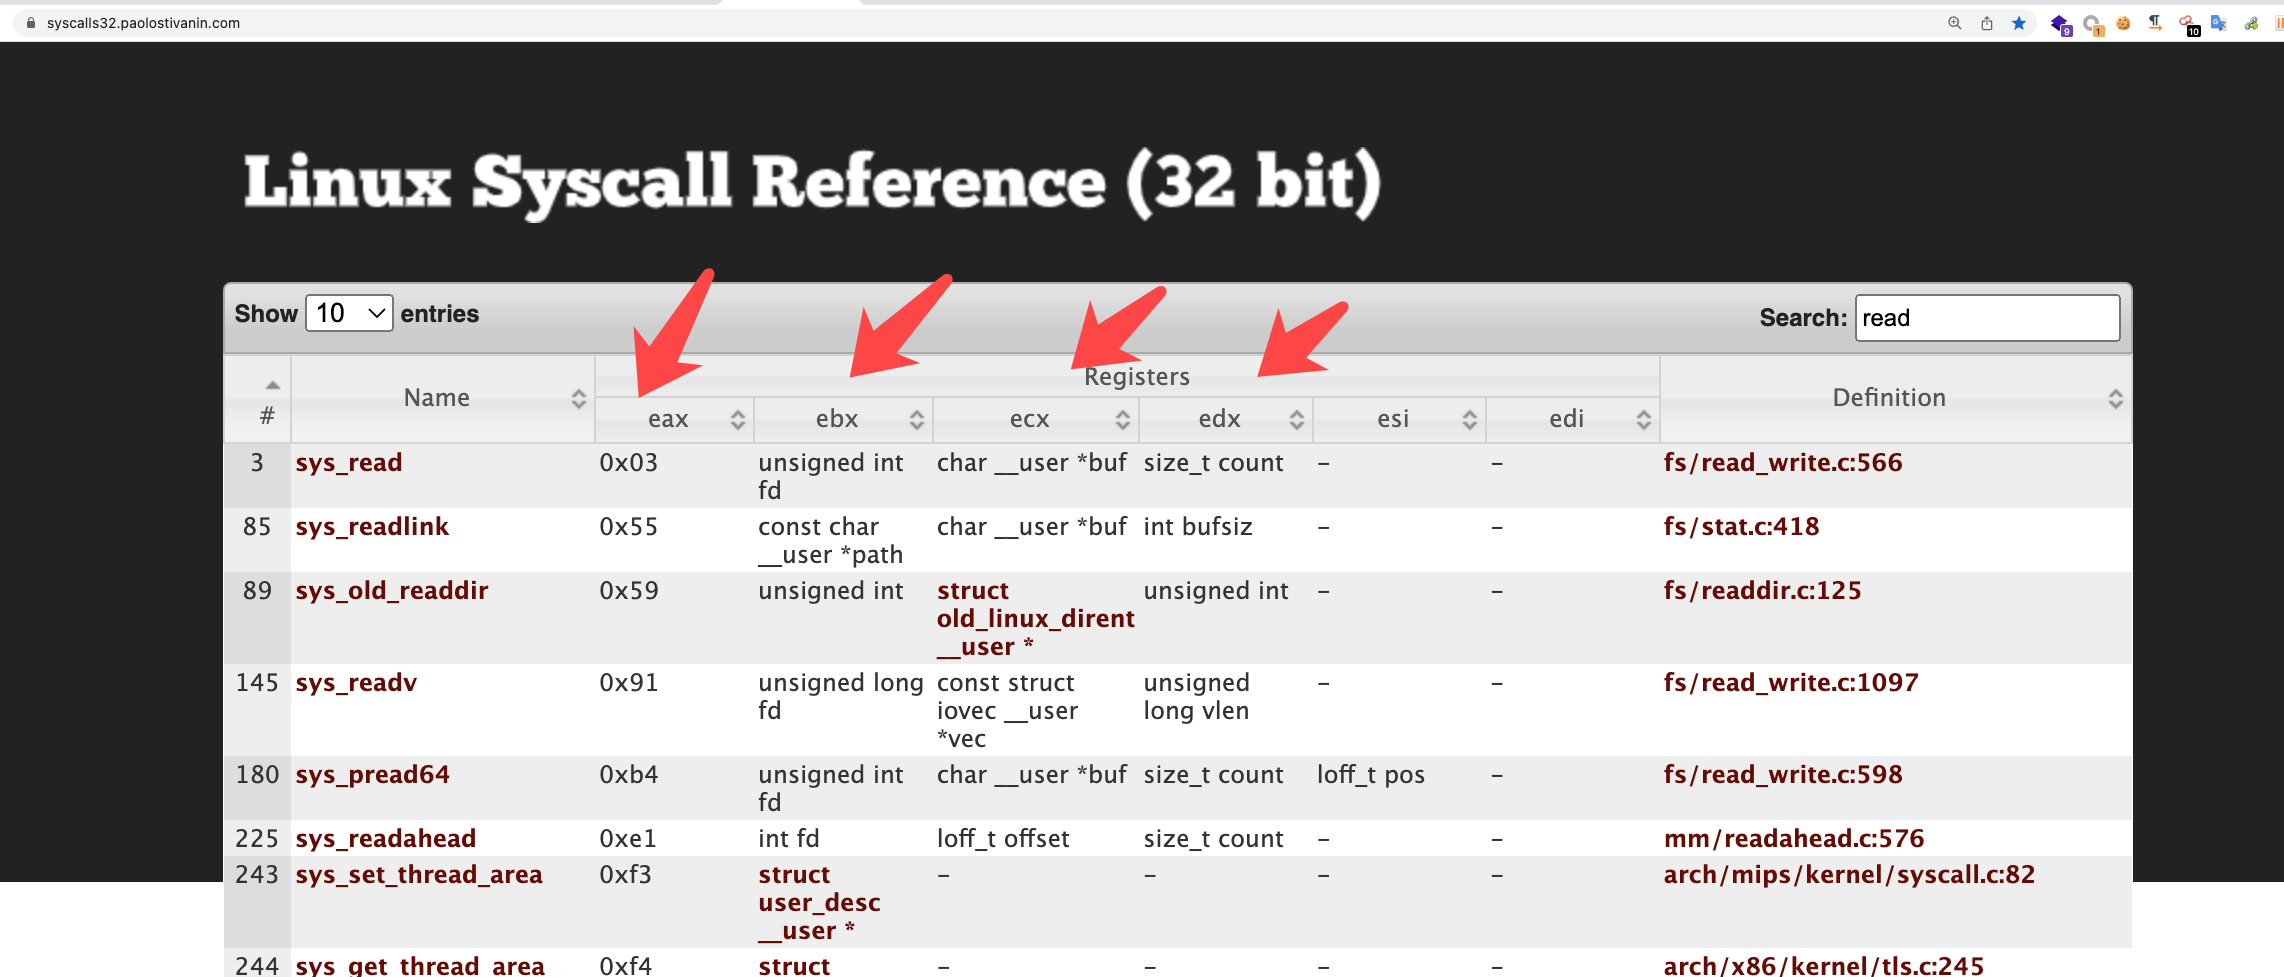 syscalls32.paolostivanin.com
9
1
10
Linux Syscall Reference (32 bit)
Show 10 entries
Search: read
# Name Registers Definition
eax ebx ecx edx esi edi
3 sys_read 0x03 unsigned int fd char __user *buf size_t count – – fs/read_write.c:566
85 sys_readlink 0x55 const char __user *path char __user *buf int bufsiz – – fs/stat.c:418
89 sys_old_readdir 0x59 unsigned int struct old_linux_dirent __user * unsigned int – – fs/readdir.c:125
145 sys_readv 0x91 unsigned long fd const struct iovec __user *vec unsigned long vlen – – fs/read_write.c:1097
180 sys_pread64 0xb4 unsigned int fd char __user *buf size_t count loff_t pos – fs/read_write.c:598
225 sys_readahead 0xe1 int fd loff_t offset size_t count – – mm/readahead.c:576
243 sys_set_thread_area 0xf3 struct user_desc __user * – – – – arch/mips/kernel/syscall.c:82
244 sys_get_thread_area 0xf4 struct – – – – arch/x86/kernel/tls.c:245